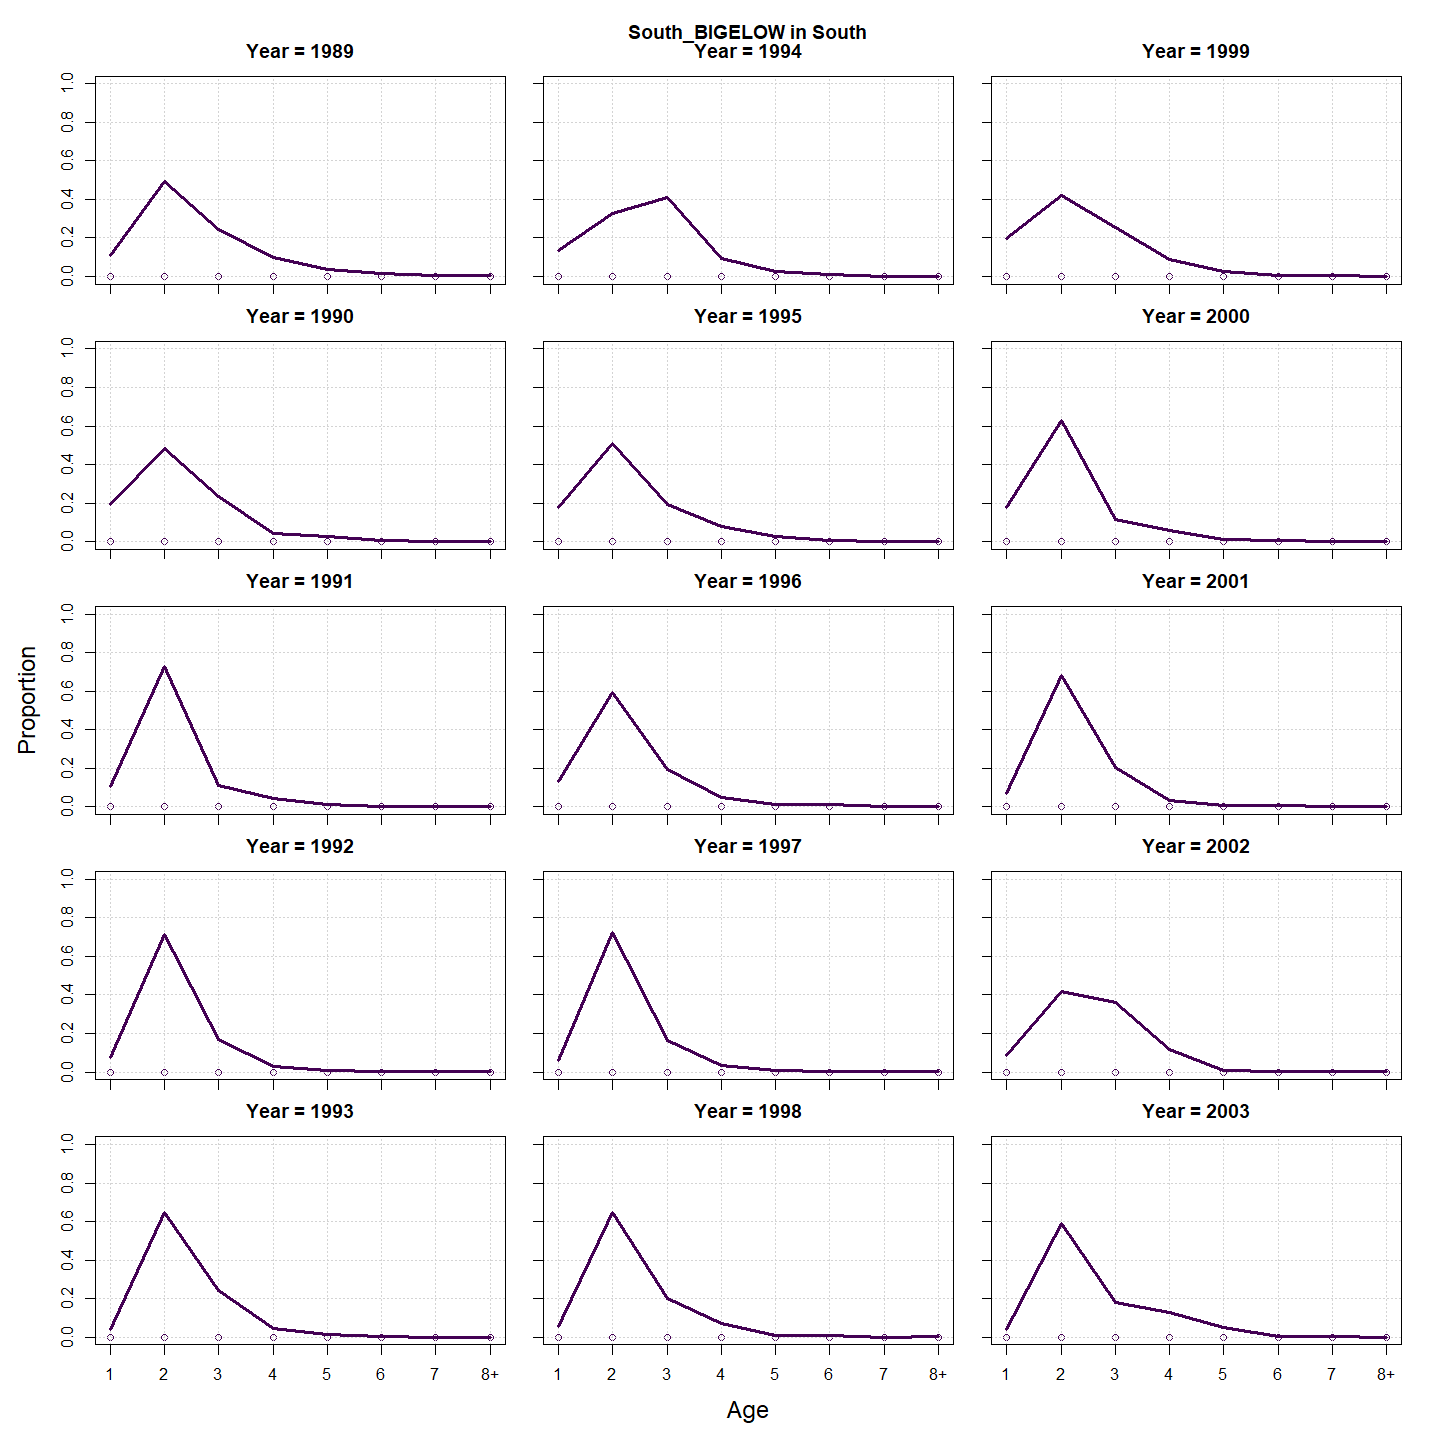 South_BIGELOW in South
Year = 1989
Year = 1994
Year = 1999
0.0 0.2 0.4 0.6 0.8 1.0
Year = 1990
Year = 1995
Year = 2000
0.0 0.2 0.4 0.6 0.8 1.0
Year = 1991
Year = 1996
Year = 2001
0.0 0.2 0.4 0.6 0.8 1.0
Proportion
Year = 1992
Year = 1997
Year = 2002
0.0 0.2 0.4 0.6 0.8 1.0
Year = 1993
Year = 1998
Year = 2003
0.0 0.2 0.4 0.6 0.8 1.0
1 2 3 4 5 6 7 8+
1 2 3 4 5 6 7 8+
1 2 3 4 5 6 7 8+
Age